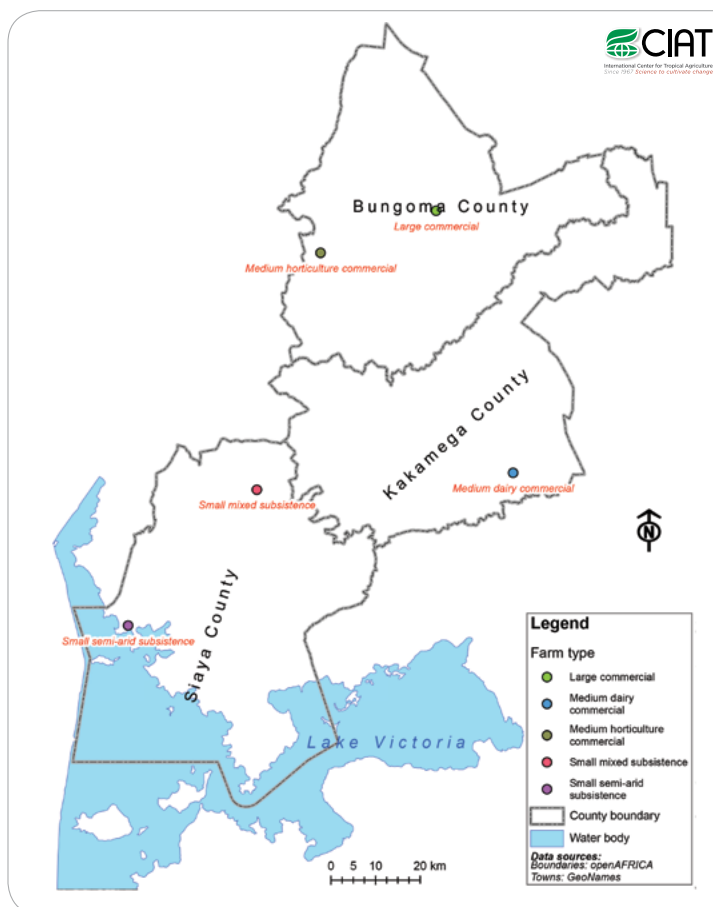 CIAT
International Center for Tropical Agriculture
Since 1967 Science to cultivate change
Bungoma County
Large commercial
Medium horticulture commercial
Kakamega County
Medium dairy commercial
Small mixed subsistence
Siaya County
Small semi-arid subsistence
Lake Victoria
N
Legend
Farm type
Large commercial
Medium dairy
commercial
Medium horticulture
commercial
Small mixed subsistence
Small semi-arid
subsistence
County boundary
Water body
Data sources:
Boundaries: openAFRICA
Towns: GeoNames
0 5 10 20 km